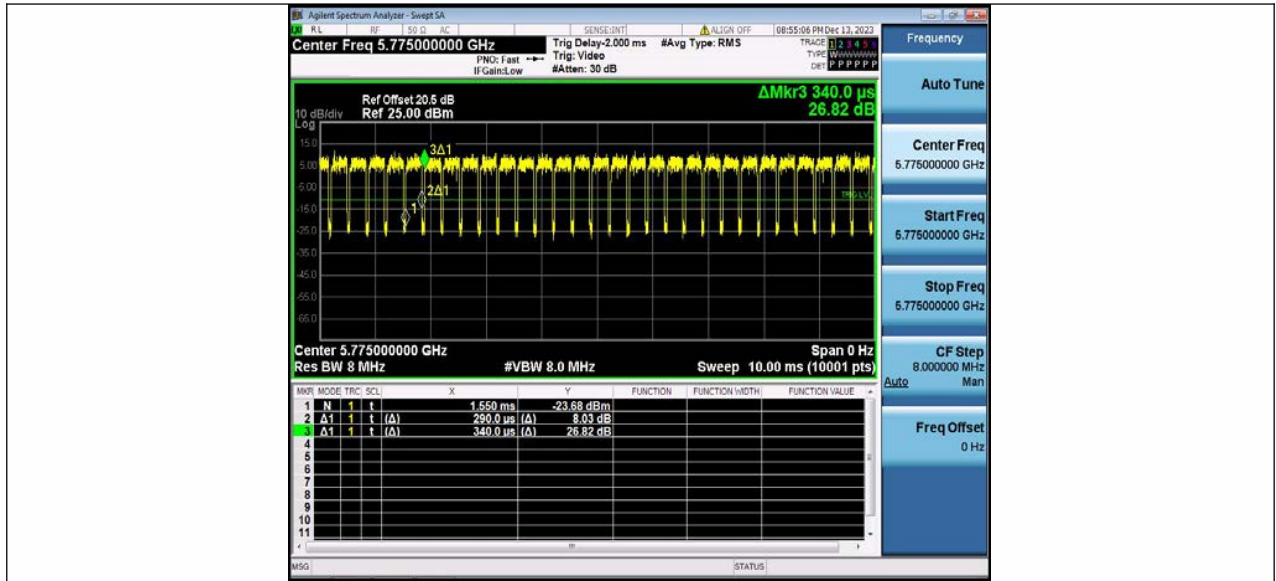 Agilent Spectrum Analyzer - Swept SA
RL RF 50 Ω AC SENSE:INT ALIGN OFF 08:55:06 PM Dec 13, 2023
Center Freq 5.775000000 GHz
PNO: Fast
IFGain:Low
Trig Delay-2.000 ms
Trig: Video
#Atten: 30 dB
#Avg Type: RMS
TRACE 1 2 3 4 5 6
TYPE
DET P P P P P P
ΔMkr3 340.0 µs
26.82 dB
Ref Offset 20.5 dB
10 dB/div Ref 25.00 dBm
Log
15.0
5.00
-5.00
-15.0
-25.0
-35.0
-45.0
-55.0
-65.0
3Δ1
2Δ1
1
TRIG LVL
Center 5.775000000 GHz Span 0 Hz
Res BW 8 MHz #VBW 8.0 MHz Sweep 10.00 ms (10001 pts)
MKR MODE TRC SCL X Y FUNCTION FUNCTION WIDTH FUNCTION VALUE
1 N 1 t 1.550 ms -23.68 dBm
2 Δ1 1 t (Δ) 290.0 µs (Δ) 8.03 dB
3 Δ1 1 t (Δ) 340.0 µs (Δ) 26.82 dB
4
5
6
7
8
9
10
11
MSG STATUS
Frequency
Auto Tune
Center Freq
5.775000000 GHz
Start Freq
5.775000000 GHz
Stop Freq
5.775000000 GHz
CF Step
8.000000 MHz
Auto Man
Freq Offset
0 Hz